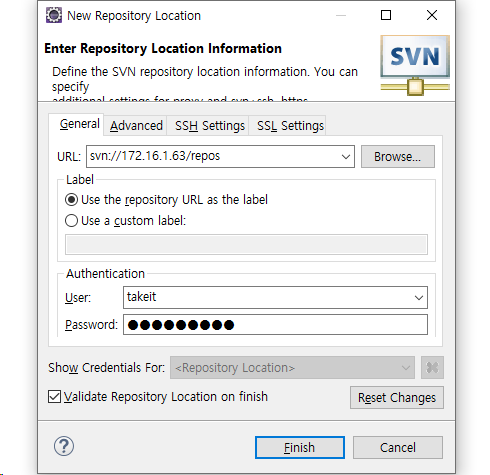 New Repository Location
Enter Repository Location Information
SVN
Define the SVN repository location information. You can
specify
additional settings for proxy and svn+ssh, https
General Advanced SSH Settings SSL Settings
URL: svn://172.16.1.63/repos Browse...
Label
Use the repository URL as the label
Use a custom label:
Authentication
User: takeit
Password: ●●●●●●●●●
Show Credentials For: <Repository Location>
Validate Repository Location on finish Reset Changes
? Finish Cancel